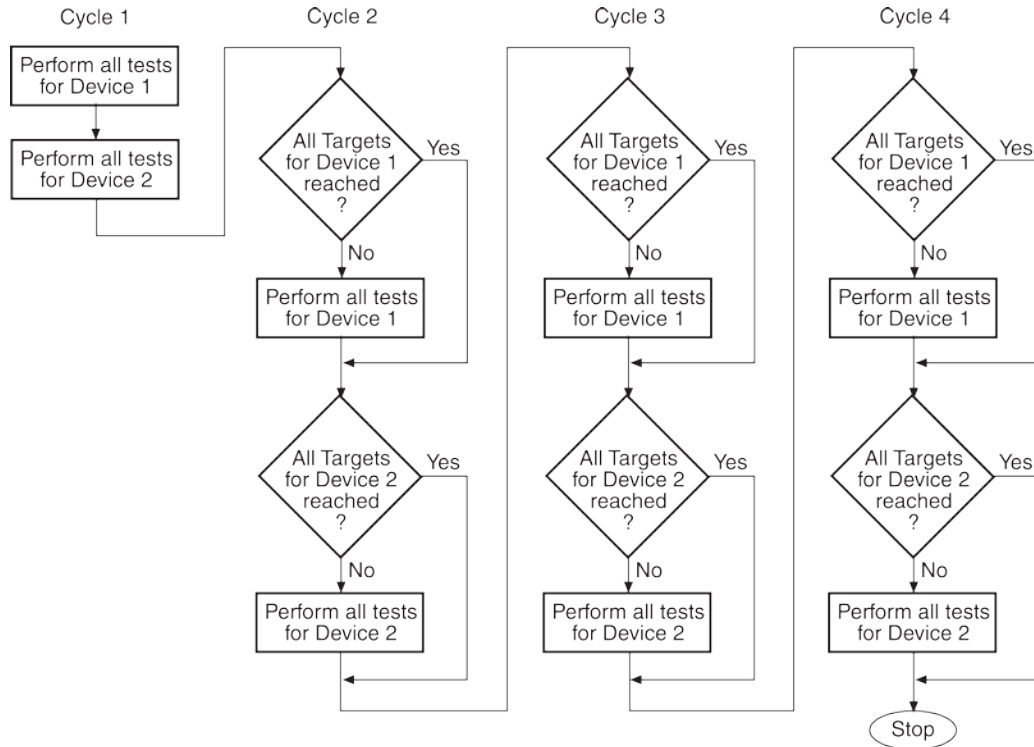 Cycle 1
Perform all tests
for Device 1
Perform all tests
for Device 2
Cycle 2
All Targets
for Device 1
reached
?
Yes
No
Perform all tests
for Device 1
All Targets
for Device 2
reached
?
Yes
No
Perform all tests
for Device 2
Cycle 3
All Targets
for Device 1
reached
?
Yes
No
Perform all tests
for Device 1
All Targets
for Device 2
reached
?
Yes
No
Perform all tests
for Device 2
Cycle 4
All Targets
for Device 1
reached
?
Yes
No
Perform all tests
for Device 1
All Targets
for Device 2
reached
?
Yes
No
Perform all tests
for Device 2
Stop